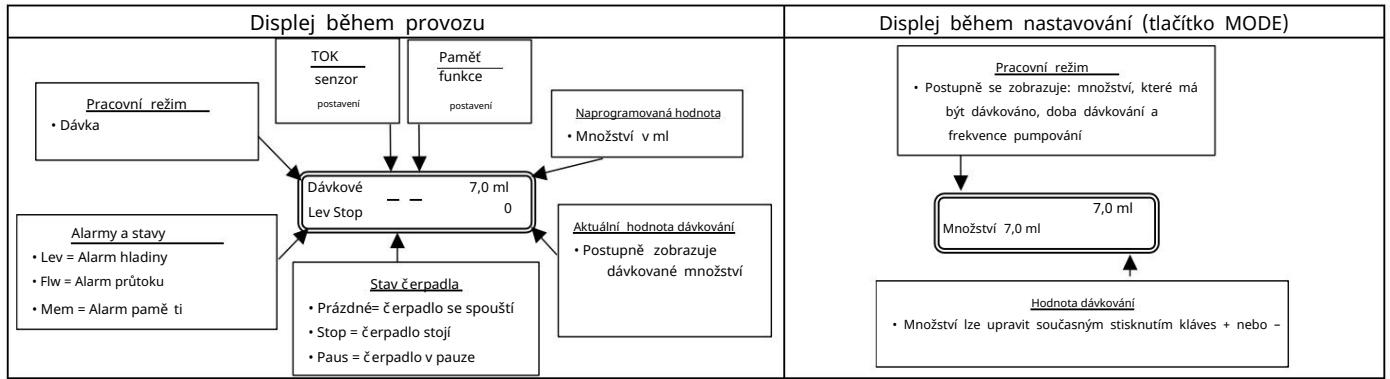 Displej během provozu
TOK
senzor
postavení
Paměť
funkce
postavení
Pracovní režim
• Dávka
Naprogramovaná hodnota
• Množství v ml
Dávkové – – 7,0 ml
Lev Stop 0
Alarmy a stavy
• Lev = Alarm hladiny
• Flw = Alarm průtoku
• Mem = Alarm pamě ti
Stav čerpadla
• Prázdné= čerpadlo se spouští
• Stop = čerpadlo stojí
• Paus = čerpadlo v pauze
Aktuální hodnota dávkování
• Postupně zobrazuje
dávkované množství
Displej během nastavování (tlačítko MODE)
Pracovní režim
• Postupně se zobrazuje: množství, které má
být dávkováno, doba dávkování a
frekvence pumpování
7,0 ml
Množství 7,0 ml
Hodnota dávkování
• Množství lze upravit současným stisknutím kláves + nebo –